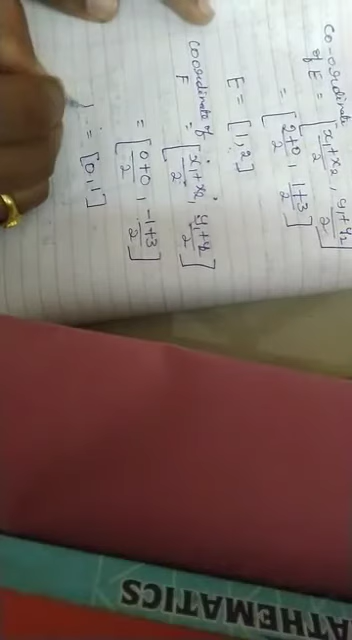 Co-ordinate of E = [x₁+x₂/2 , y₁+y₂/2]
= [2+0/2 , 1+3/2]
E = [1, 2]
Coordinate of F = [x₁+x₂/2 , y₁+y₂/2]
= [0+0/2 , -1+3/2]
= [0, 1]
ATHEMATICS